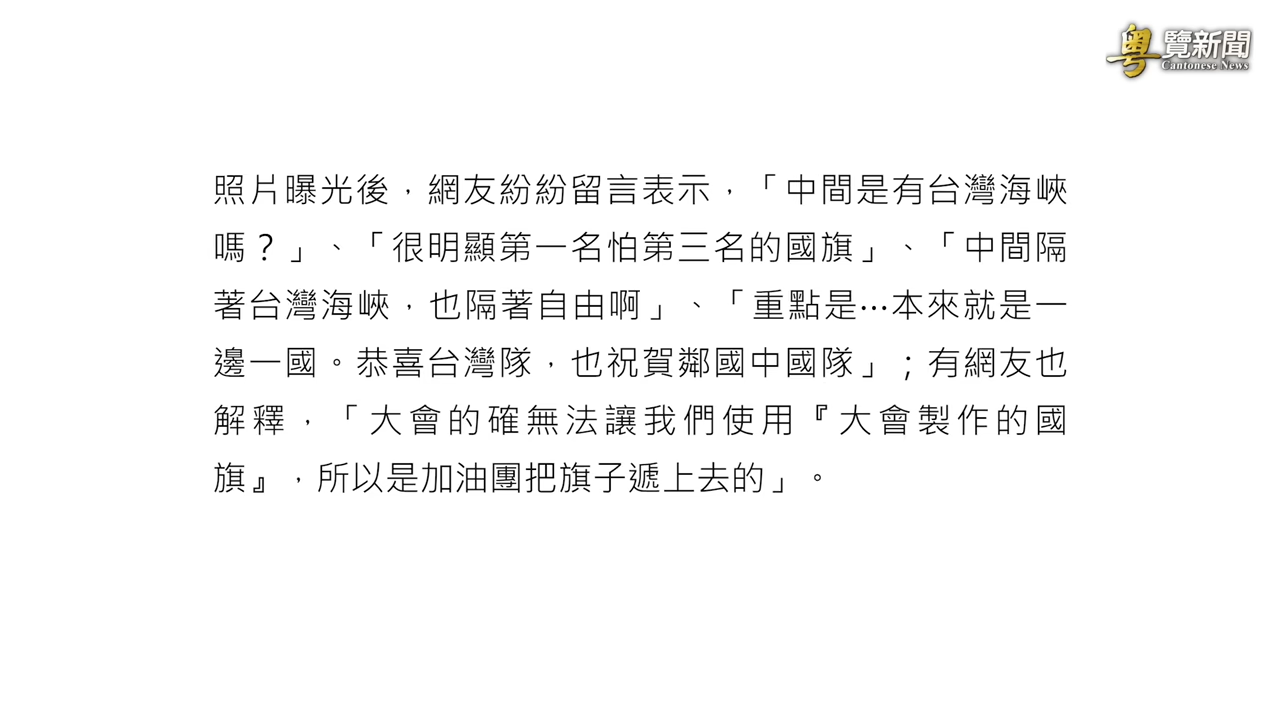 粵覽新聞
Cantonese News
照片曝光後，網友紛紛留言表示，「中間是有台灣海峽
嗎？」、「很明顯第一名怕第三名的國旗」、「中間隔
著台灣海峽，也隔著自由啊」、「重點是…本來就是一
邊一國。恭喜台灣隊，也祝賀鄰國中國隊」；有網友也
解釋，「大會的確無法讓我們使用『大會製作的國
旗』，所以是加油團把旗子遞上去的」。